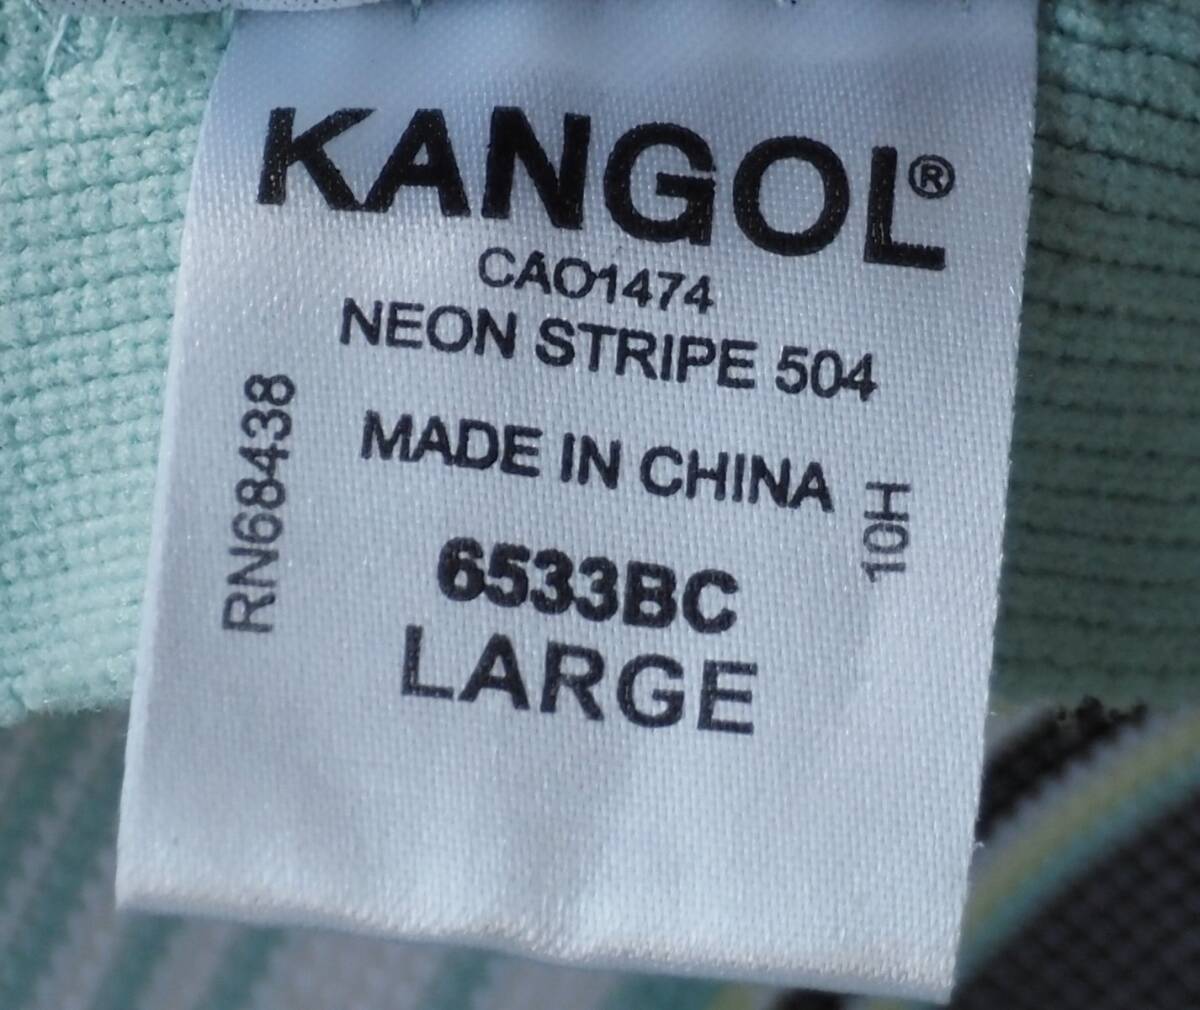 KANGOL®
CAO1474
NEON STRIPE 504
MADE IN CHINA
6533BC
LARGE
RN68438
10H